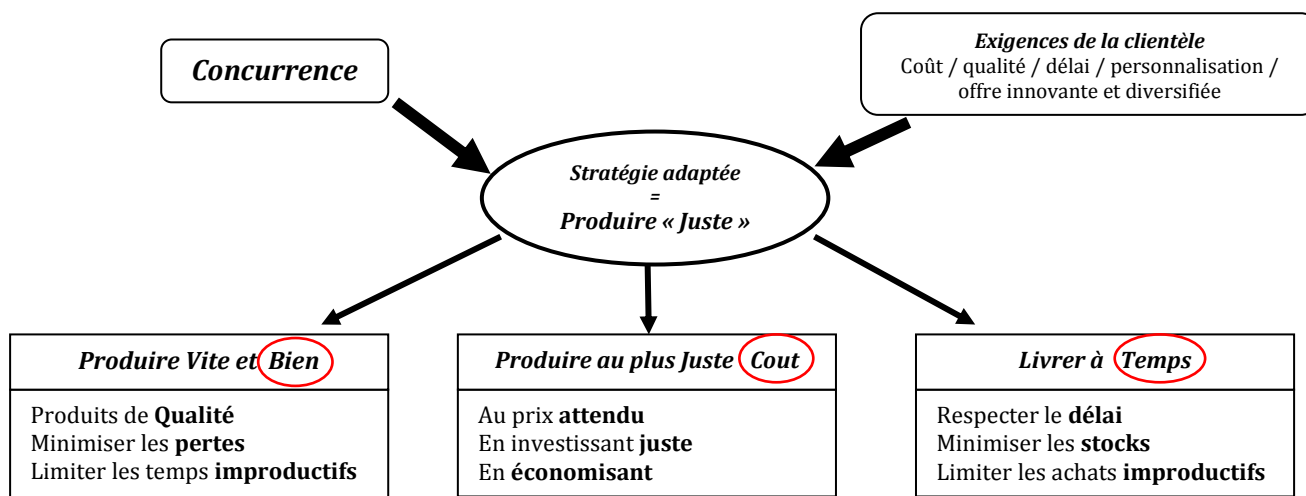 Concurrence
Exigences de la clientèle
Coût / qualité / délai / personnalisation /
offre innovante et diversifiée
Stratégie adaptée
=
Produire « Juste »
Produire Vite et Bien
Produits de Qualité
Minimiser les pertes
Limiter les temps improductifs
Produire au plus Juste Cout
Au prix attendu
En investissant juste
En économisant
Livrer à Temps
Respecter le délai
Minimiser les stocks
Limiter les achats improductifs